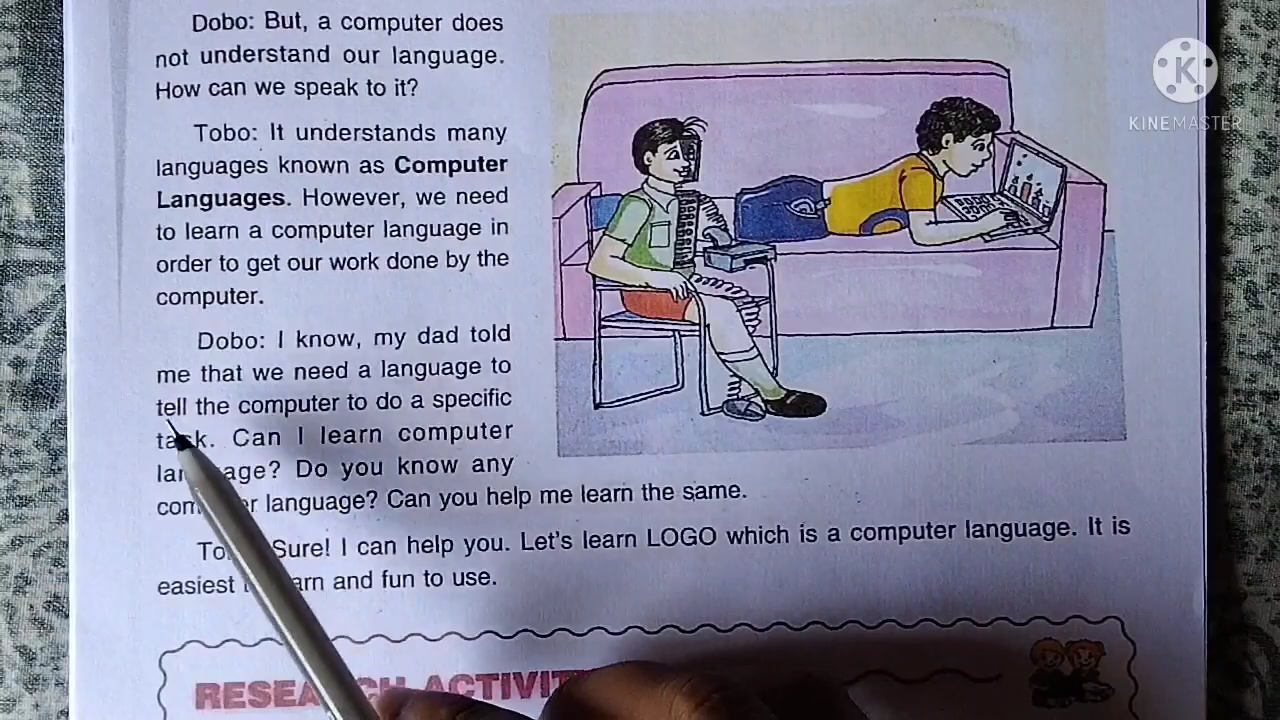 Dobo: But, a computer does
not understand our language.
How can we speak to it?
Tobo: It understands many
languages known as Computer
Languages. However, we need
to learn a computer language in
order to get our work done by the
computer.
Dobo: I know, my dad told
me that we need a language to
tell the computer to do a specific
task. Can I learn computer
language? Do you know any
computer language? Can you help me learn the same.
Sure! I can help you. Let's learn LOGO which is a computer language. It is
easiest and fun to use.
RESEARCH
K
KINEMASTER